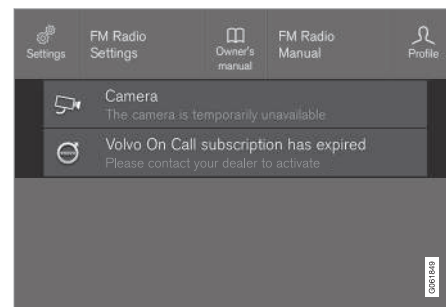 Settings
FM Radio
Settings
Owner's
manual
FM Radio
Manual
Profile
Camera
The camera is temporarily unavailable
Volvo On Call subscription has expired
Please contact your dealer to activate
VOLVO
G061849